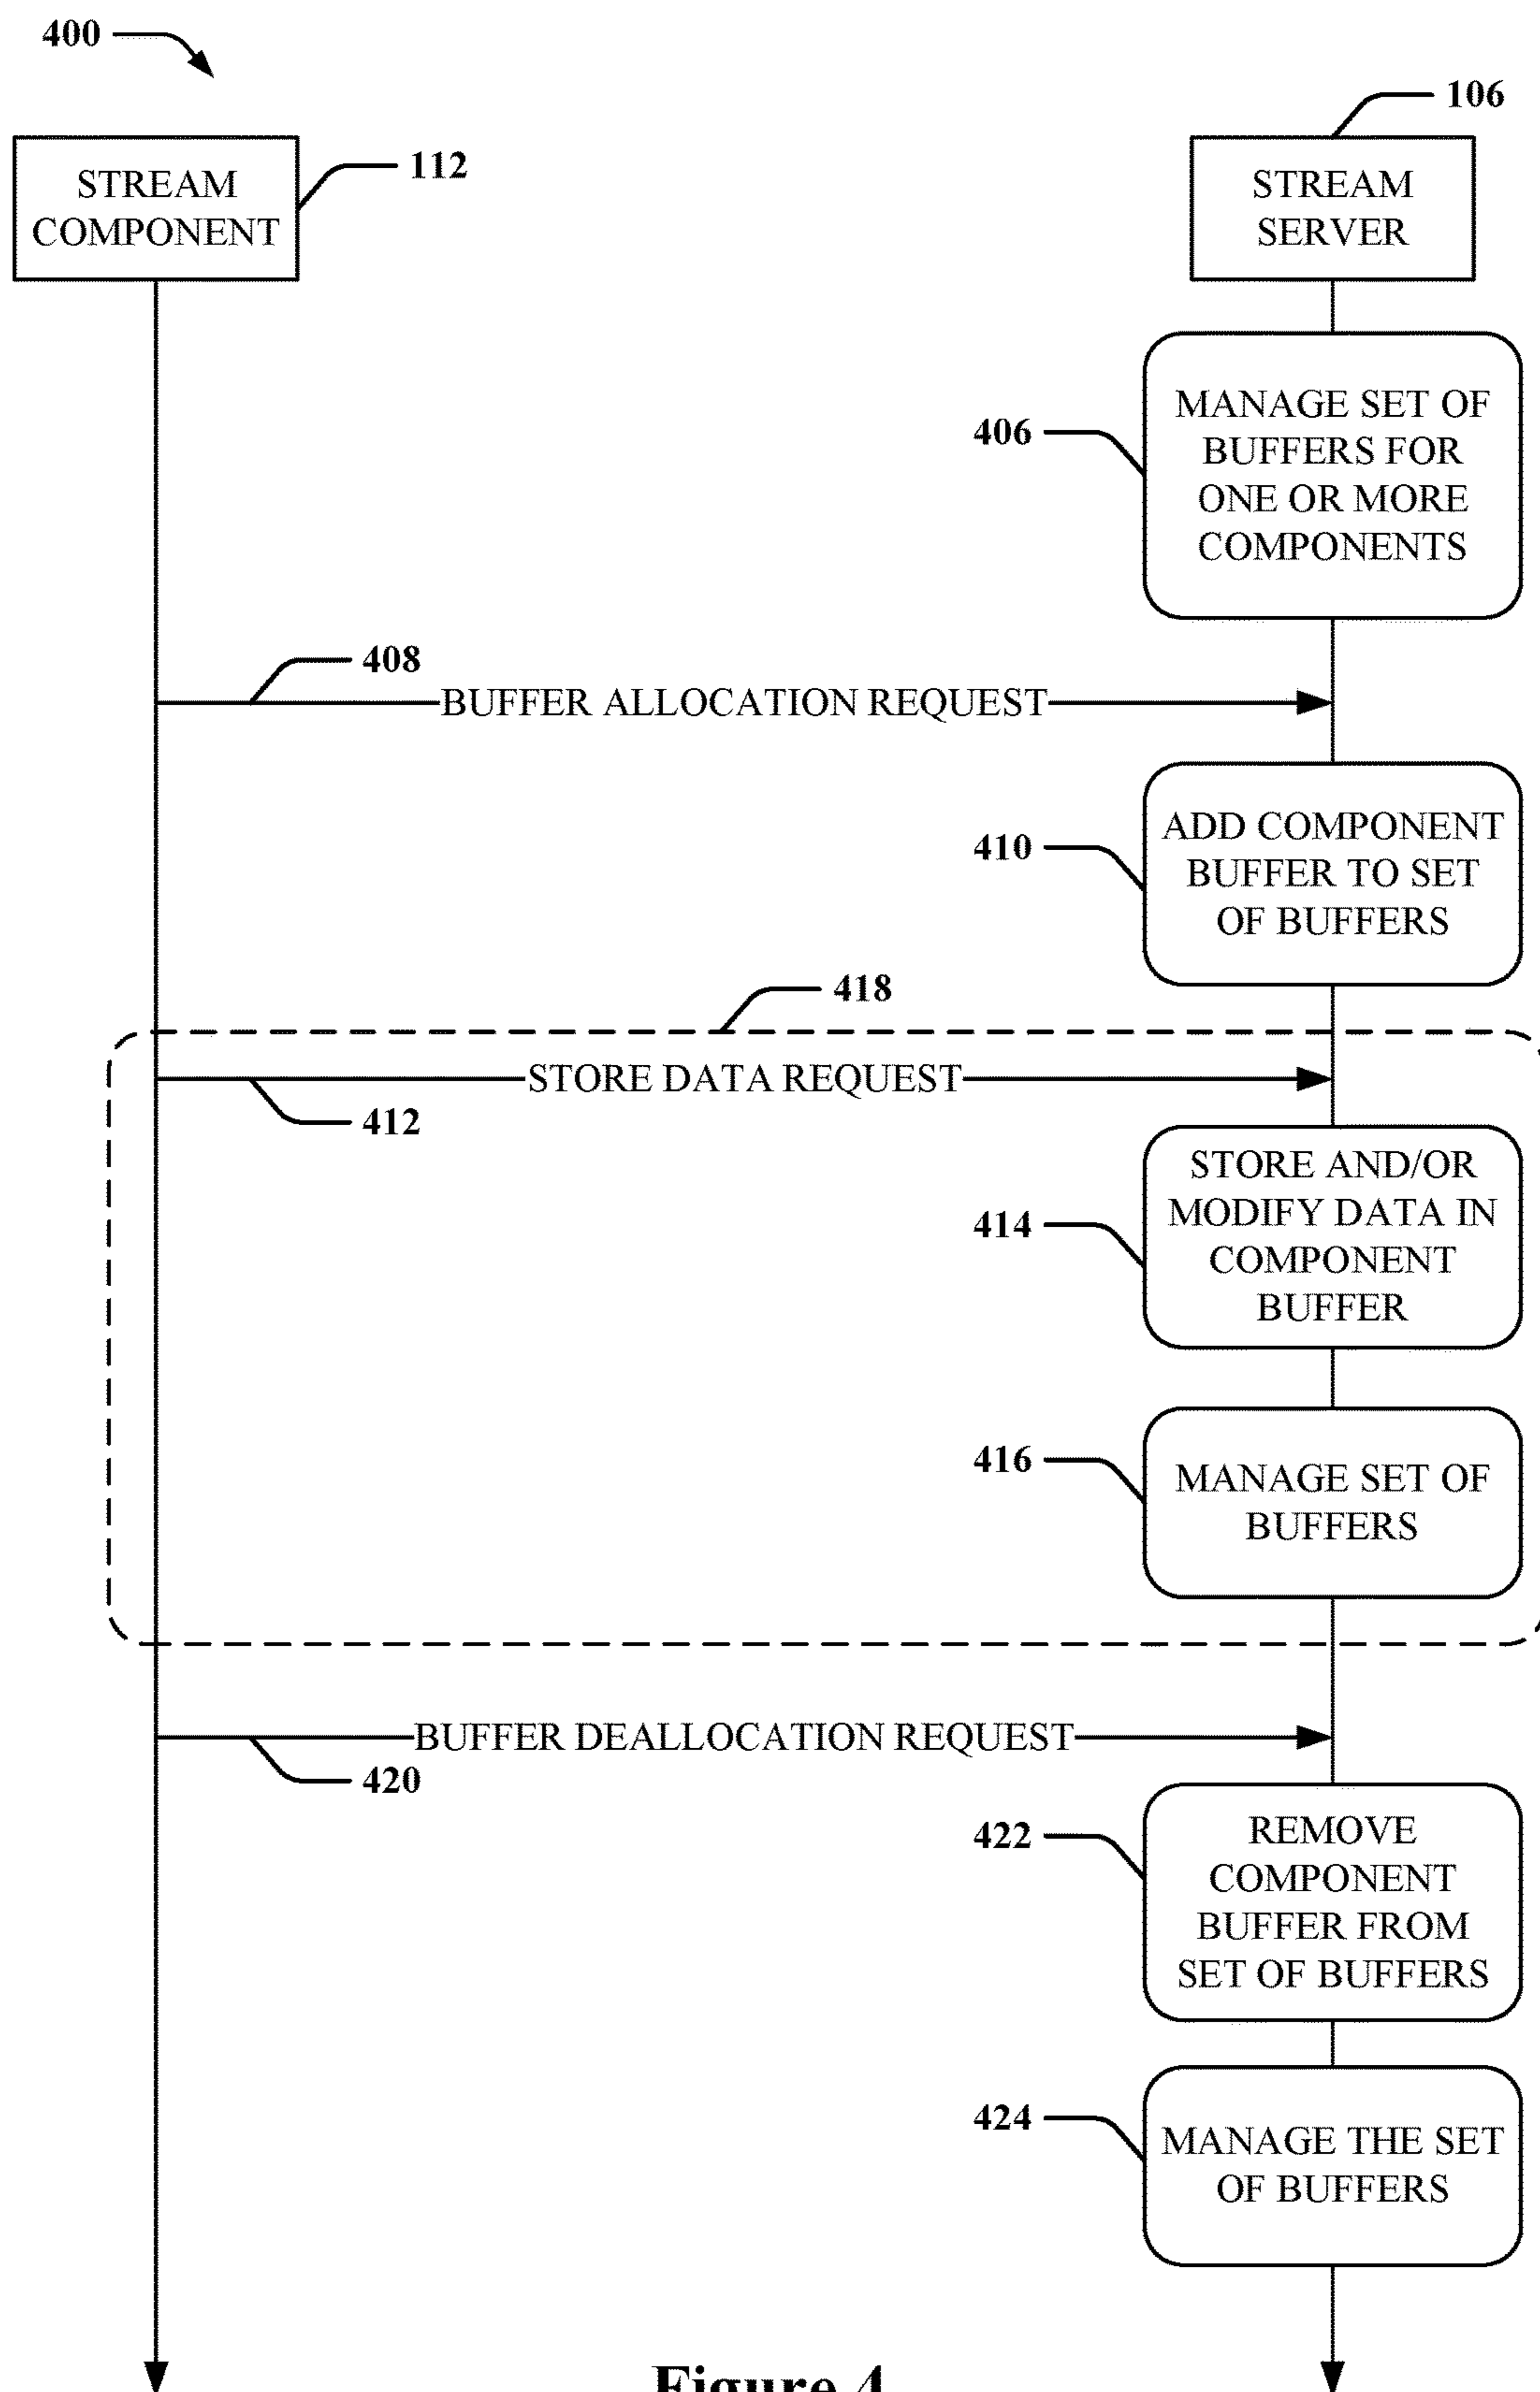 400
106
112
STREAM
COMPONENT
STREAM
SERVER
406
MANAGE SET OF
BUFFERS FOR
ONE OR MORE
COMPONENTS
408
BUFFER ALLOCATION REQUEST
410
ADD COMPONENT
BUFFER TO SET
OF BUFFERS
418
STORE DATA REQUEST
412
414
STORE AND/OR
MODIFY DATA IN
COMPONENT
BUFFER
416
MANAGE SET OF
BUFFERS
BUFFER DEALLOCATION REQUEST
420
422
REMOVE
COMPONENT
BUFFER FROM
SET OF BUFFERS
424
MANAGE THE SET
OF BUFFERS
Figure 4